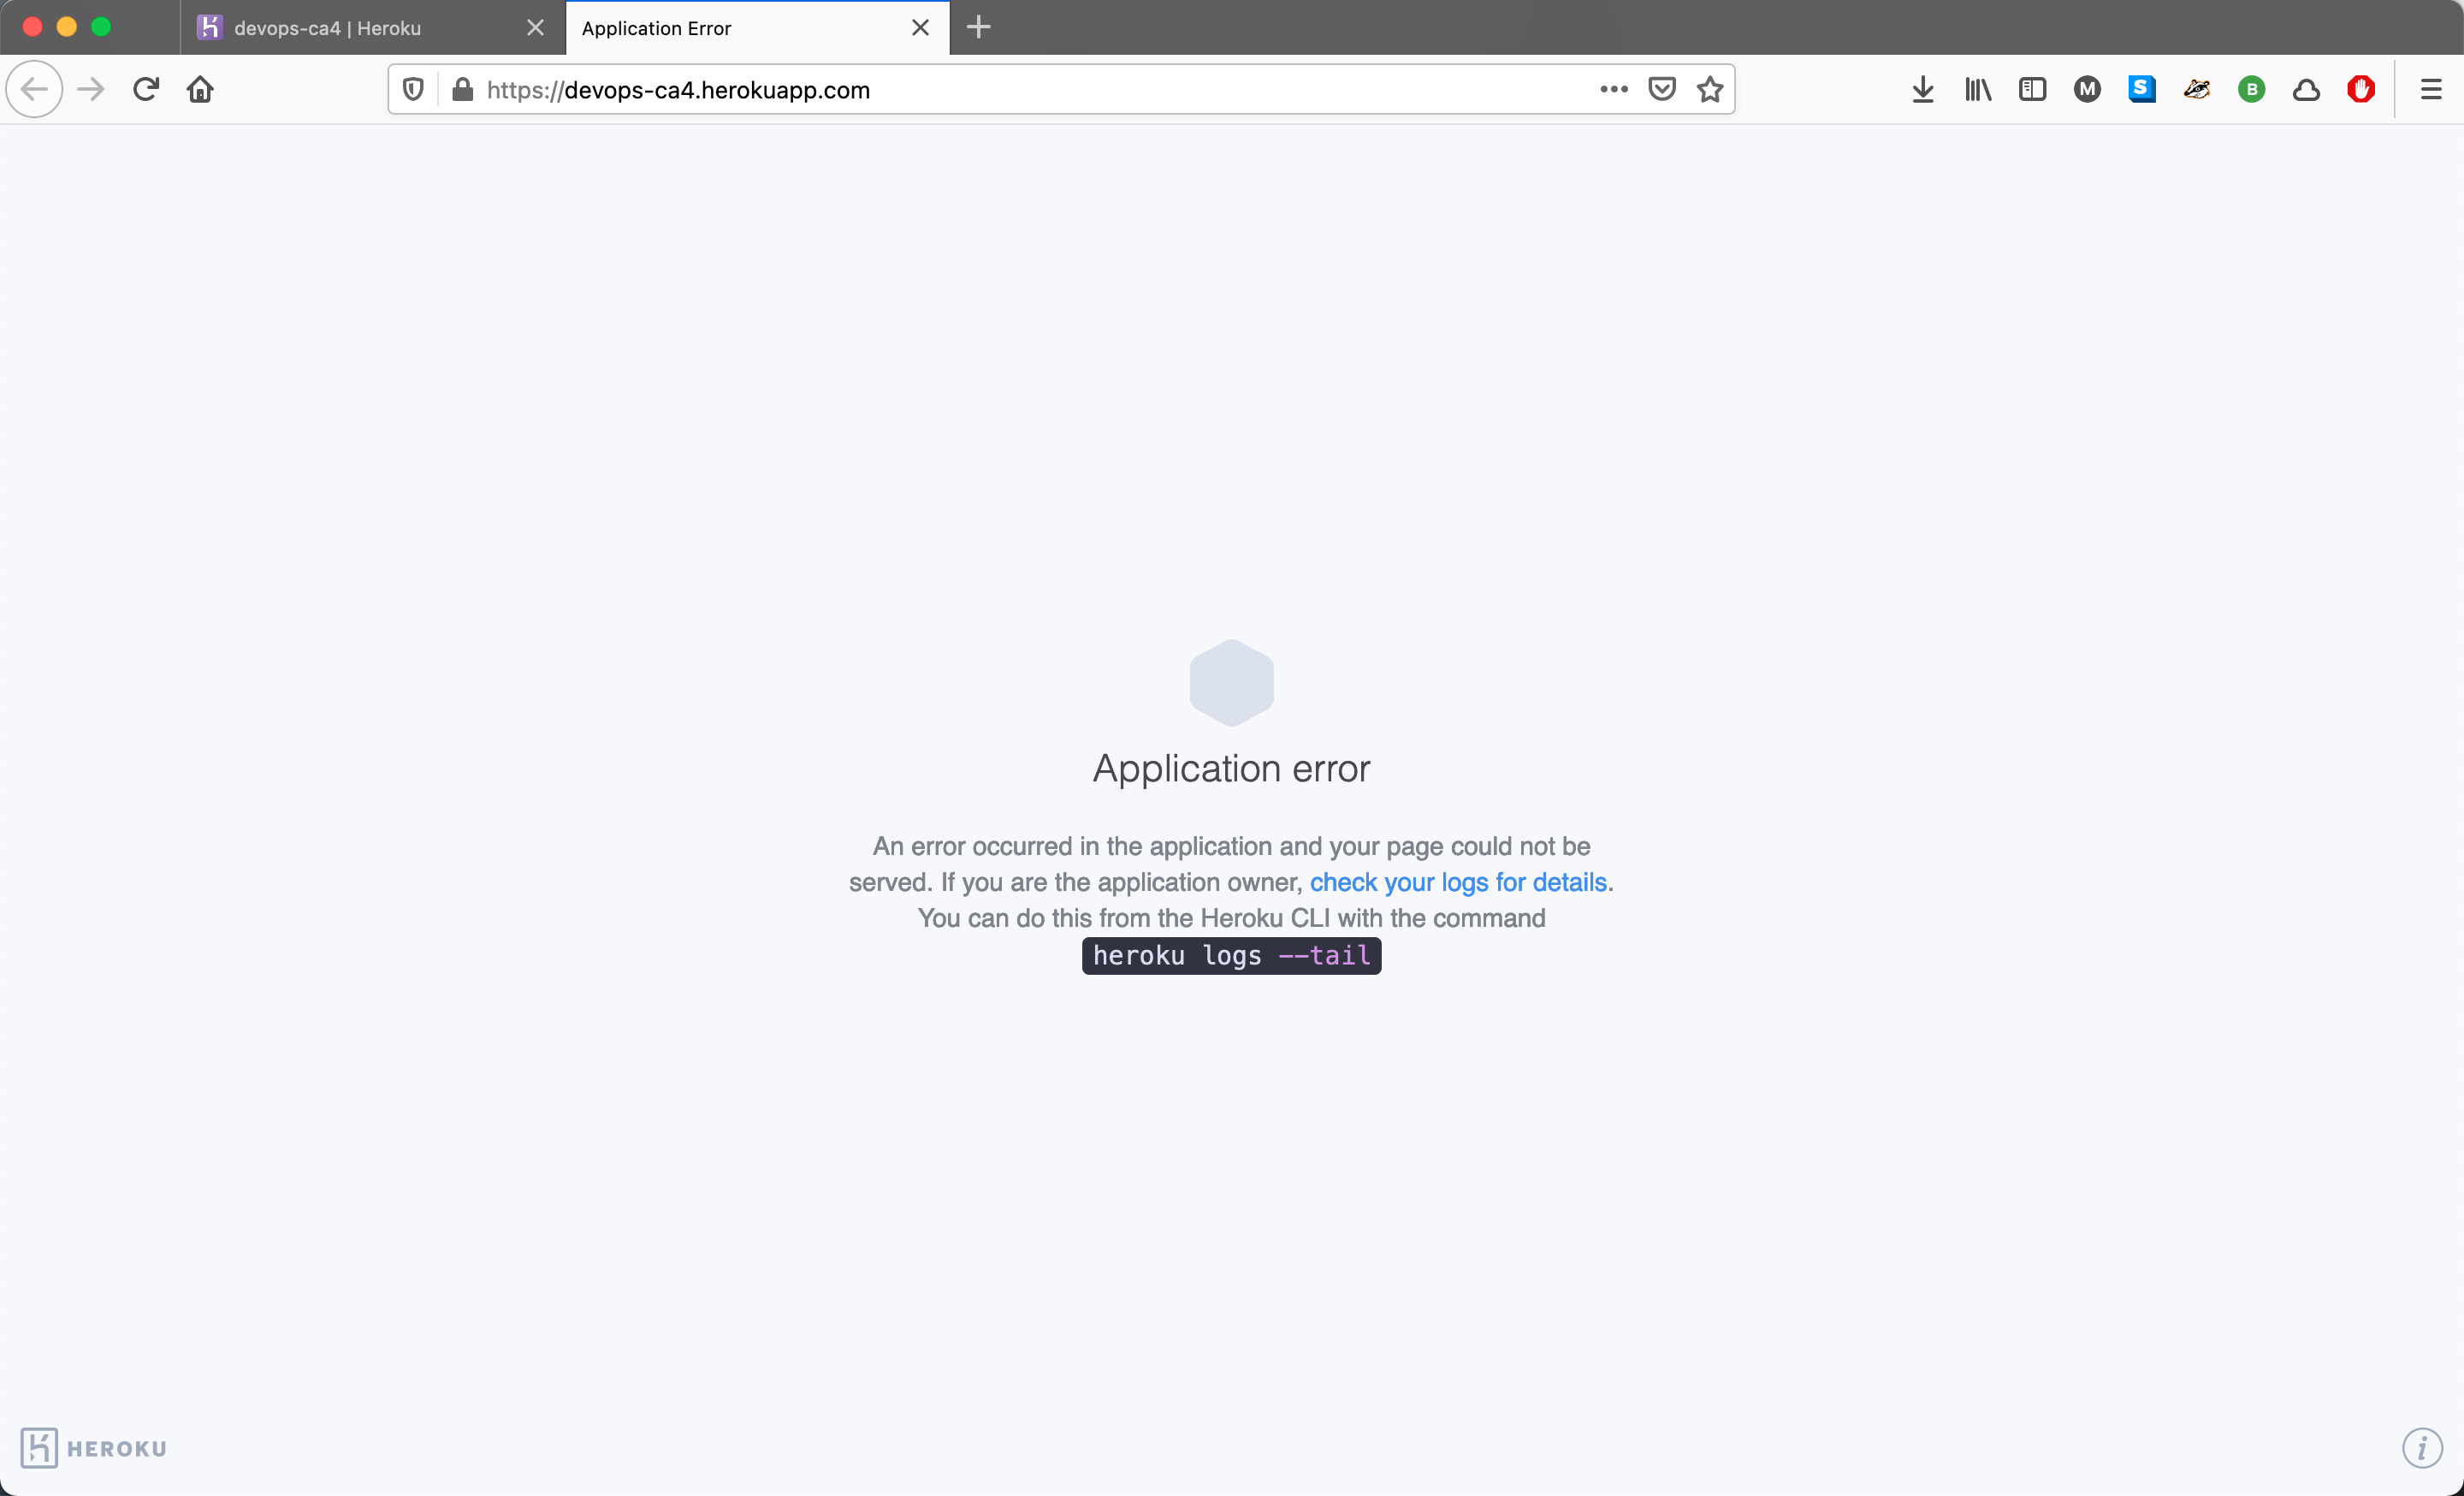 devops-ca4 | Heroku
Application Error
https://devops-ca4.herokuapp.com
M
S
B
Application error
An error occurred in the application and your page could not be
served. If you are the application owner, check your logs for details.
You can do this from the Heroku CLI with the command
heroku logs --tail
HEROKU
i